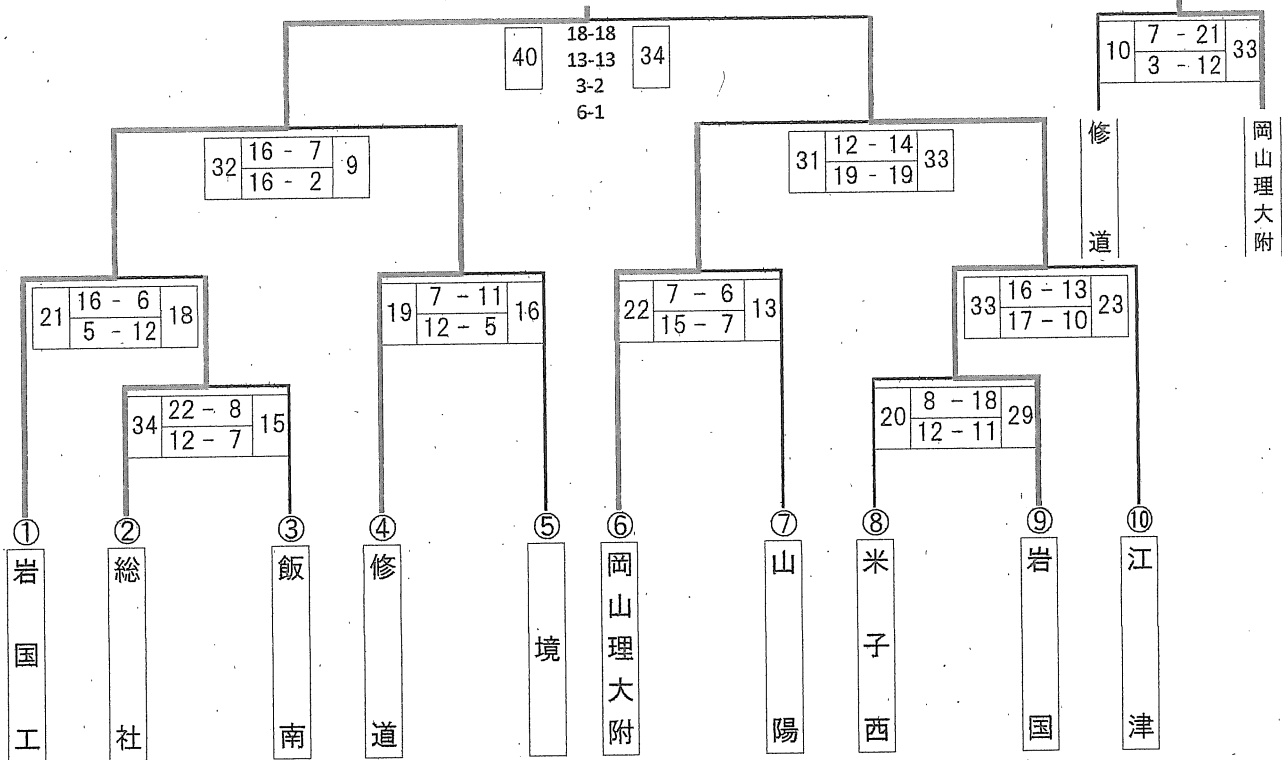 40 18-18 34
13-13
3-2
6-1
10 7 - 21 33
3 - 12
修道
岡山理大附
32 16 - 7 9
16 - 2
31 12 - 14 33
19 - 19
21 16 - 6 18
5 - 12
19 7 - 11 16
12 - 5
22 7 - 6 13
15 - 7
33 16 - 13 23
17 - 10
34 22 - 8 15
12 - 7
20 8 - 18 29
12 - 11
① ② ③ ④ ⑤ ⑥ ⑦ ⑧ ⑨ ⑩
岩国工
総社
飯南
修道
境
岡山理大附
山陽
米子西
岩国
江津